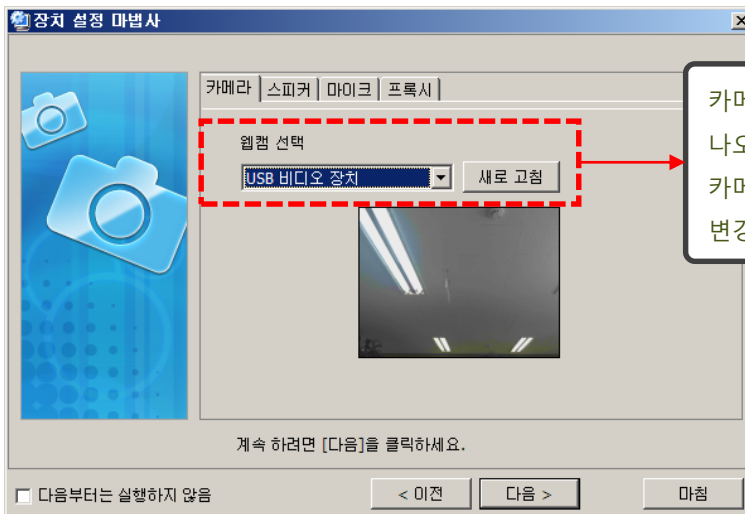 장치 설정 마법사
카메라 스피커 마이크 프록시
웹캠 선택
USB 비디오 장치 새로 고침
계속 하려면 [다음]을 클릭하세요.
다음부터는 실행하지 않음 < 이전 다음 > 마침